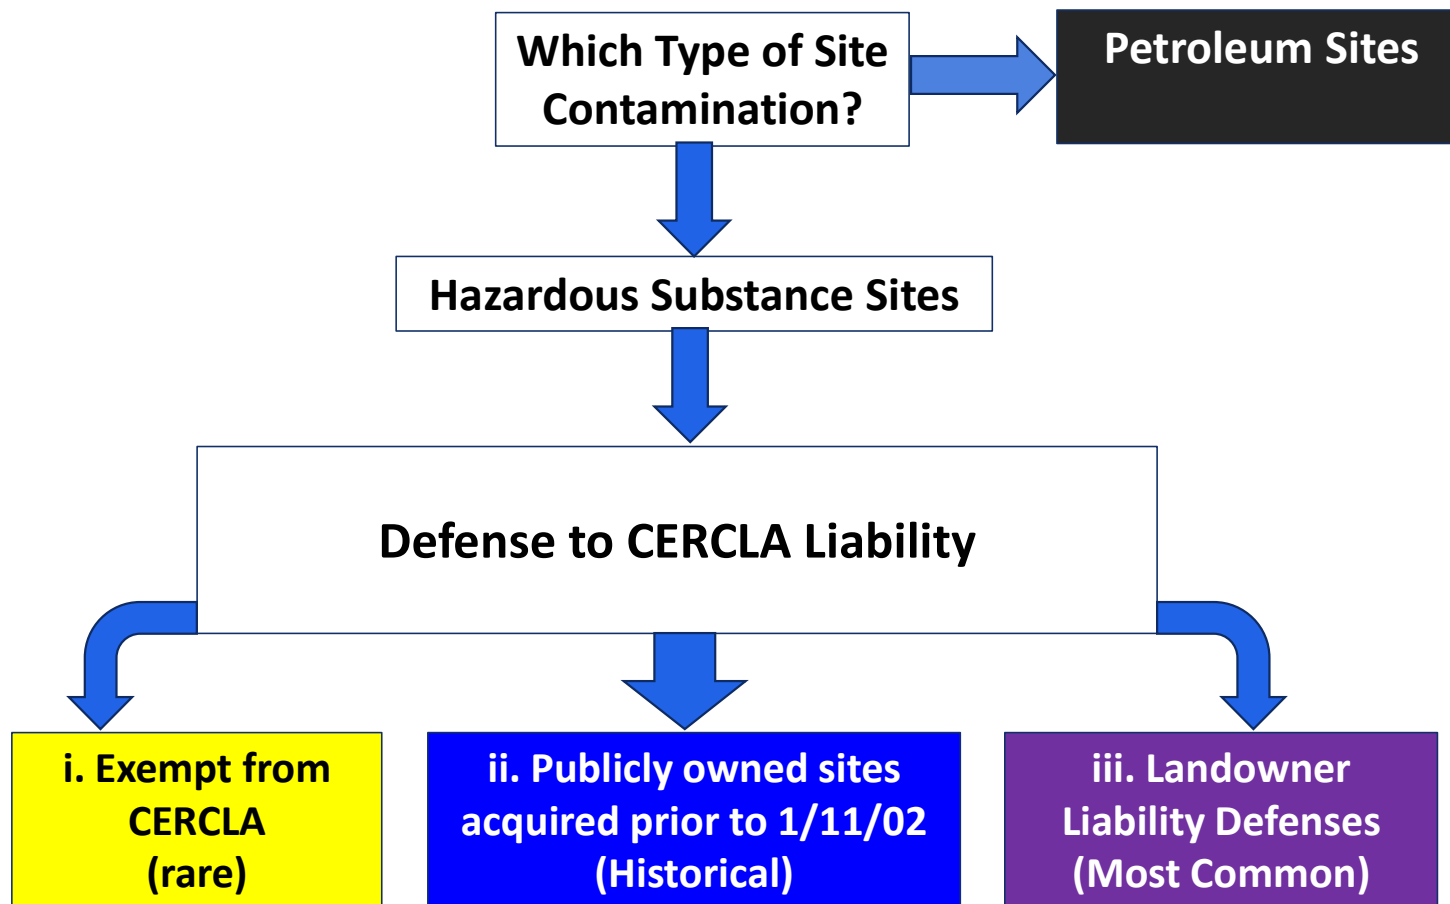 Which Type of Site
Contamination?
Petroleum Sites
Hazardous Substance Sites
Defense to CERCLA Liability
i. Exempt from
CERCLA
(rare)
ii. Publicly owned sites
acquired prior to 1/11/02
(Historical)
iii. Landowner
Liability Defenses
(Most Common)